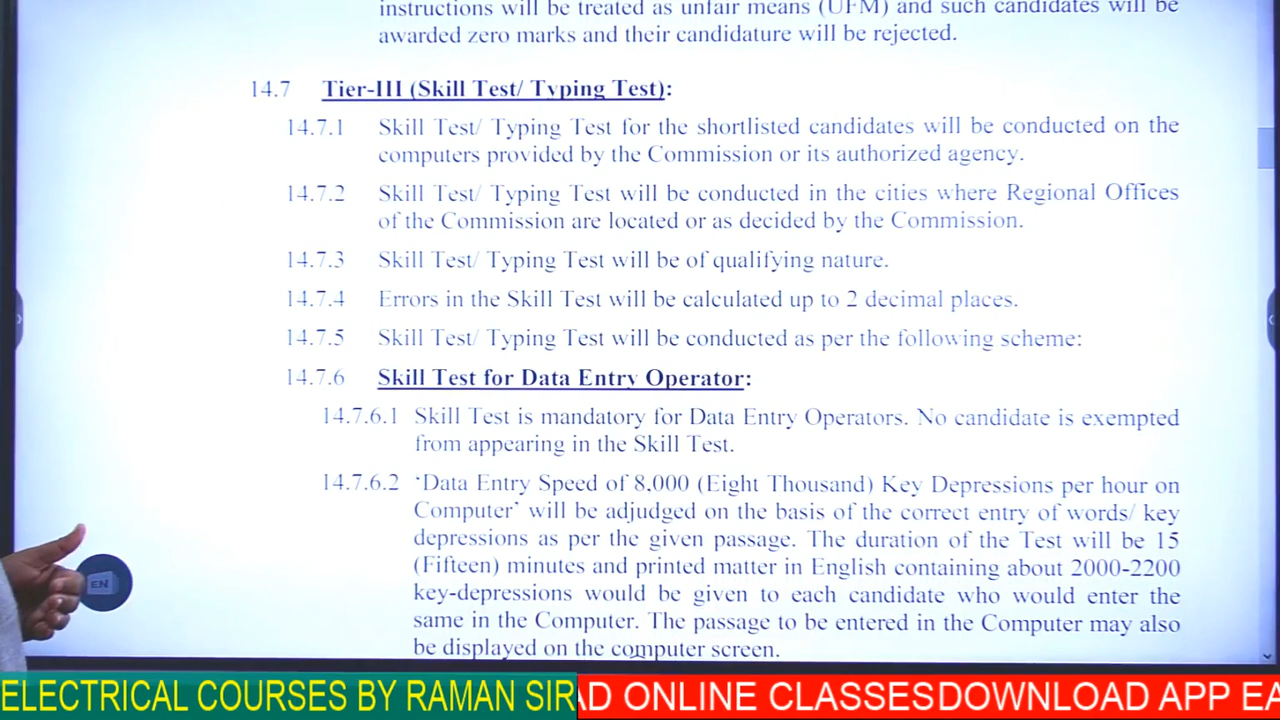 instructions will be treated as unfair means (UFM) and such candidates will be
awarded zero marks and their candidature will be rejected.
14.7 Tier-III (Skill Test/ Typing Test):
14.7.1 Skill Test/ Typing Test for the shortlisted candidates will be conducted on the
computers provided by the Commission or its authorized agency.
14.7.2 Skill Test/ Typing Test will be conducted in the cities where Regional Offices
of the Commission are located or as decided by the Commission.
14.7.3 Skill Test/ Typing Test will be of qualifying nature.
14.7.4 Errors in the Skill Test will be calculated up to 2 decimal places.
14.7.5 Skill Test/ Typing Test will be conducted as per the following scheme:
14.7.6 Skill Test for Data Entry Operator:
14.7.6.1 Skill Test is mandatory for Data Entry Operators. No candidate is exempted
from appearing in the Skill Test.
14.7.6.2 ‘Data Entry Speed of 8,000 (Eight Thousand) Key Depressions per hour on
Computer’ will be adjudged on the basis of the correct entry of words/ key
depressions as per the given passage. The duration of the Test will be 15
(Fifteen) minutes and printed matter in English containing about 2000-2200
key-depressions would be given to each candidate who would enter the
same in the Computer. The passage to be entered in the Computer may also
be displayed on the computer screen.
EN
ELECTRICAL COURSES BY RAMAN SIR
AD ONLINE CLASSES DOWNLOAD APP EA